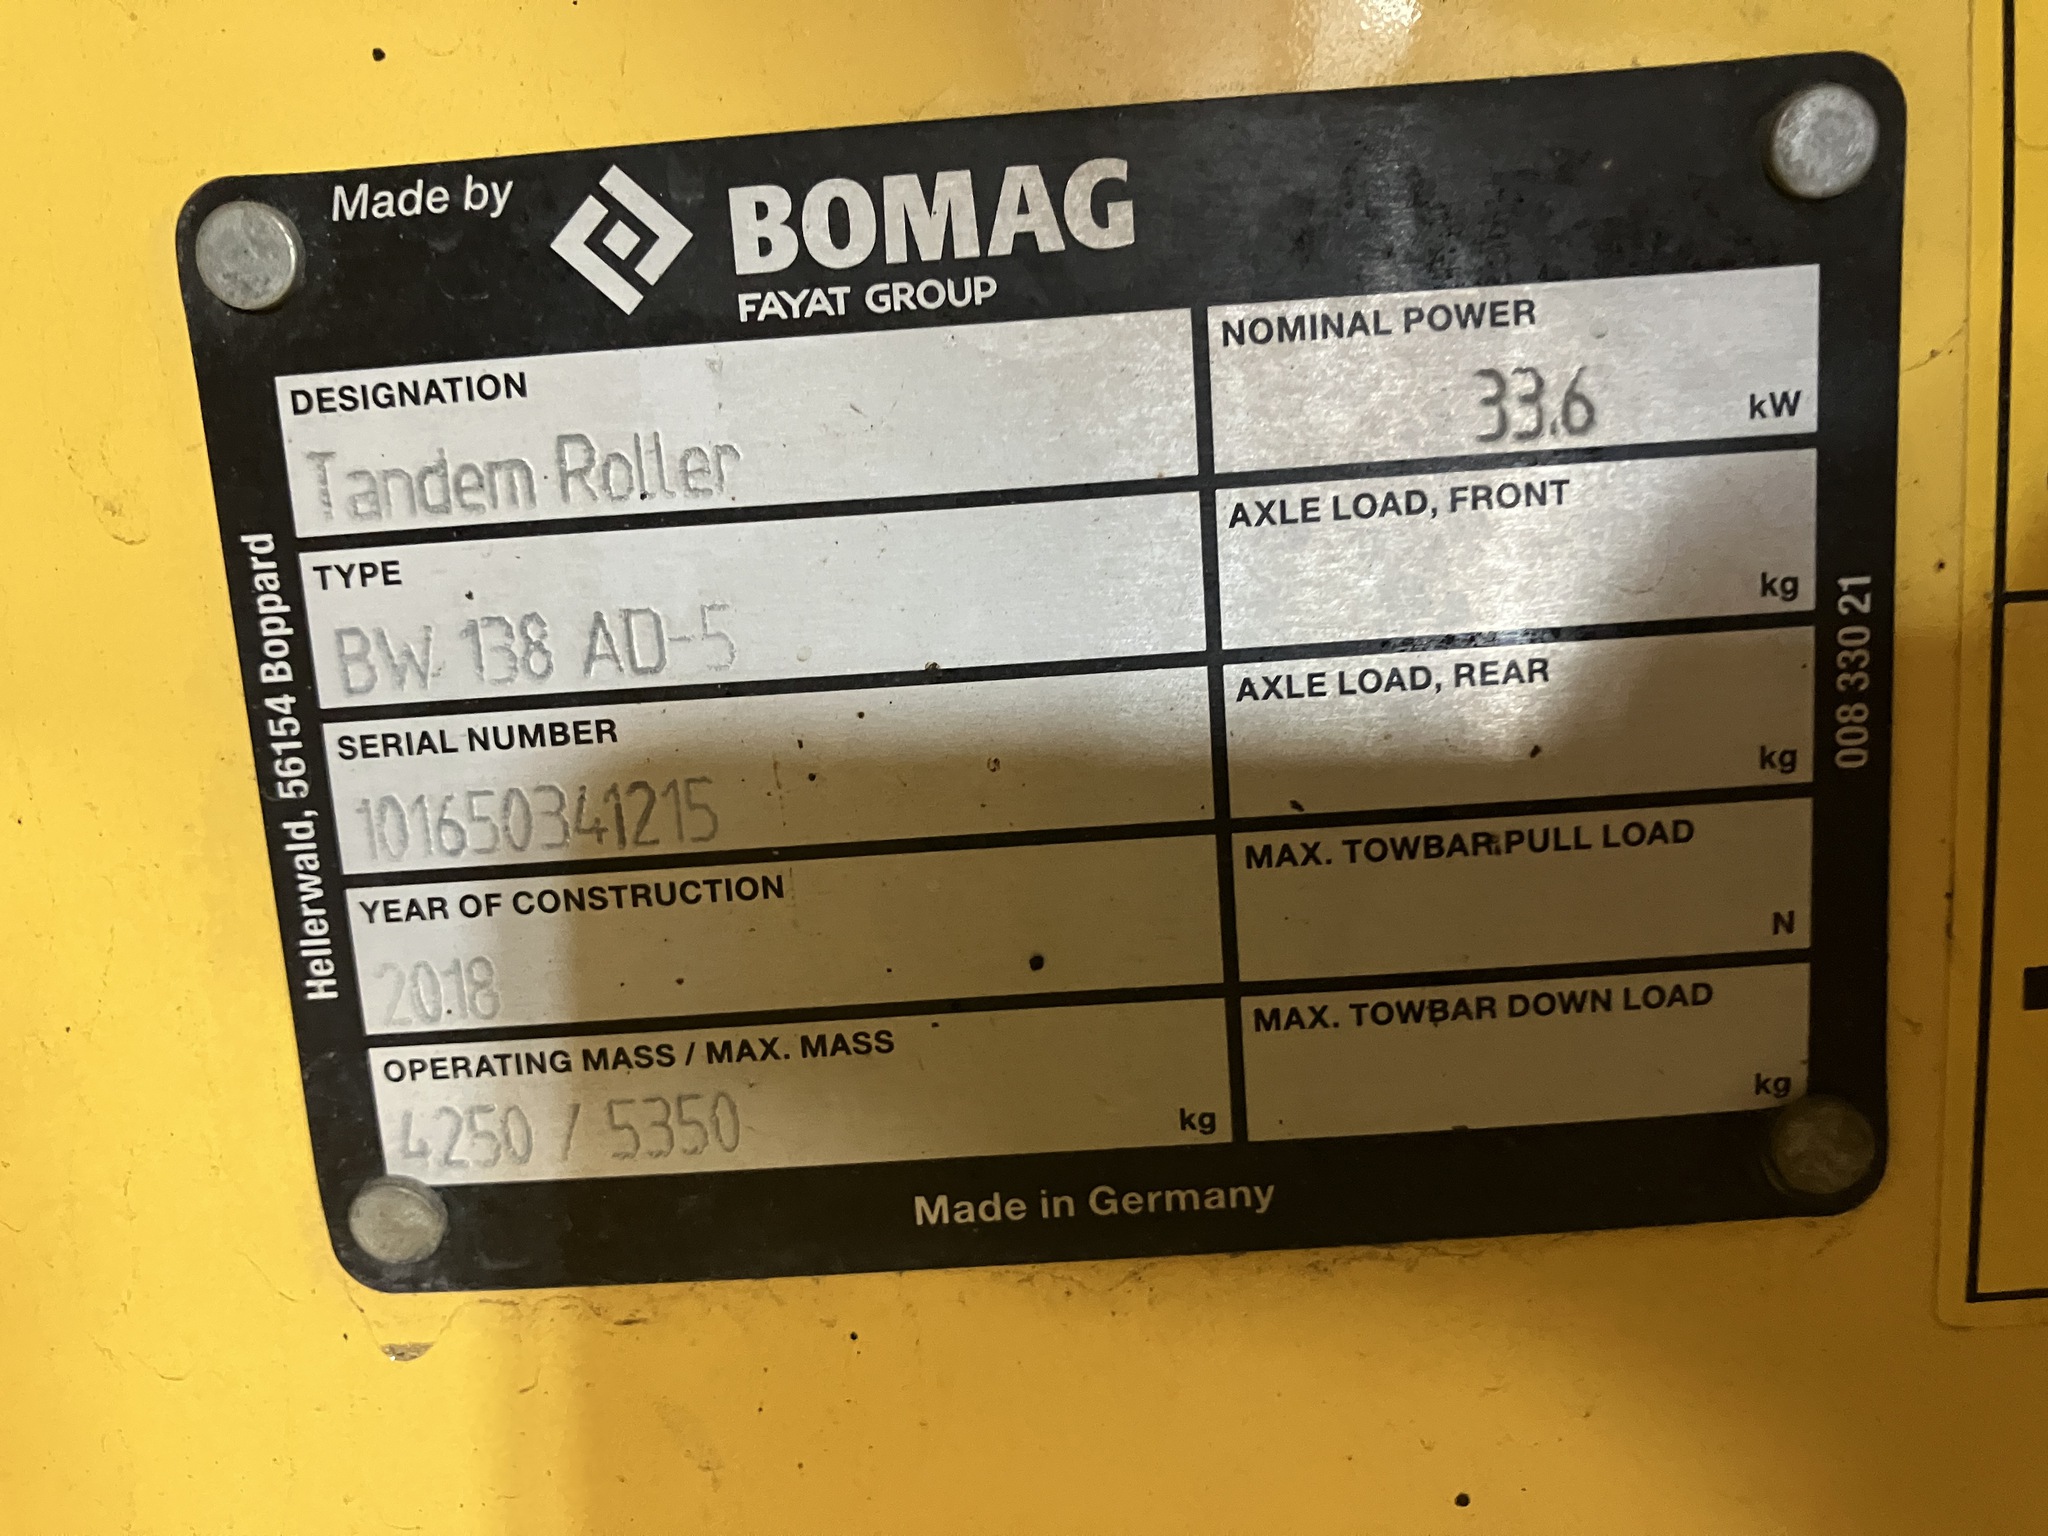 Made by
BOMAG
FAYAT GROUP
DESIGNATION
Tandem Roller
TYPE
BW 138 AD-5
SERIAL NUMBER
101650341215
YEAR OF CONSTRUCTION
2018
OPERATING MASS / MAX. MASS
4250 / 5350 kg
NOMINAL POWER
33.6 kW
AXLE LOAD, FRONT
kg
AXLE LOAD, REAR
kg
MAX. TOWBAR PULL LOAD
N
MAX. TOWBAR DOWN LOAD
kg
Made in Germany
Hellerwald, 56154 Boppard
008 330 21